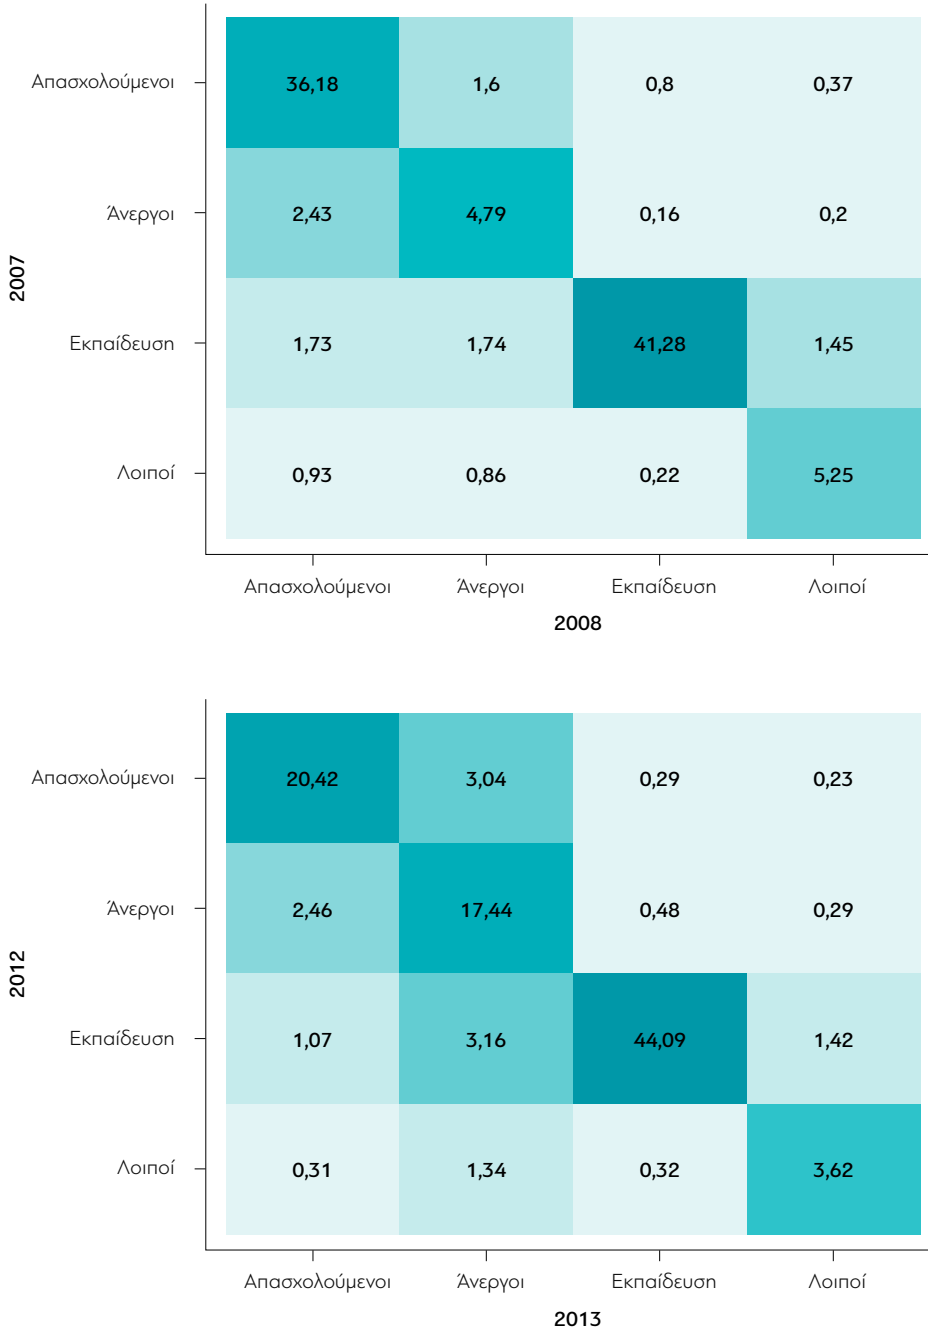 Απασχολούμενοι 36,18 1,6 0,8 0,37
Άνεργοι 2,43 4,79 0,16 0,2
2007
Εκπαίδευση 1,73 1,74 41,28 1,45
Λοιποί 0,93 0,86 0,22 5,25
Απασχολούμενοι Άνεργοι Εκπαίδευση Λοιποί
2008
Απασχολούμενοι 20,42 3,04 0,29 0,23
Άνεργοι 2,46 17,44 0,48 0,29
2012
Εκπαίδευση 1,07 3,16 44,09 1,42
Λοιποί 0,31 1,34 0,32 3,62
Απασχολούμενοι Άνεργοι Εκπαίδευση Λοιποί
2013